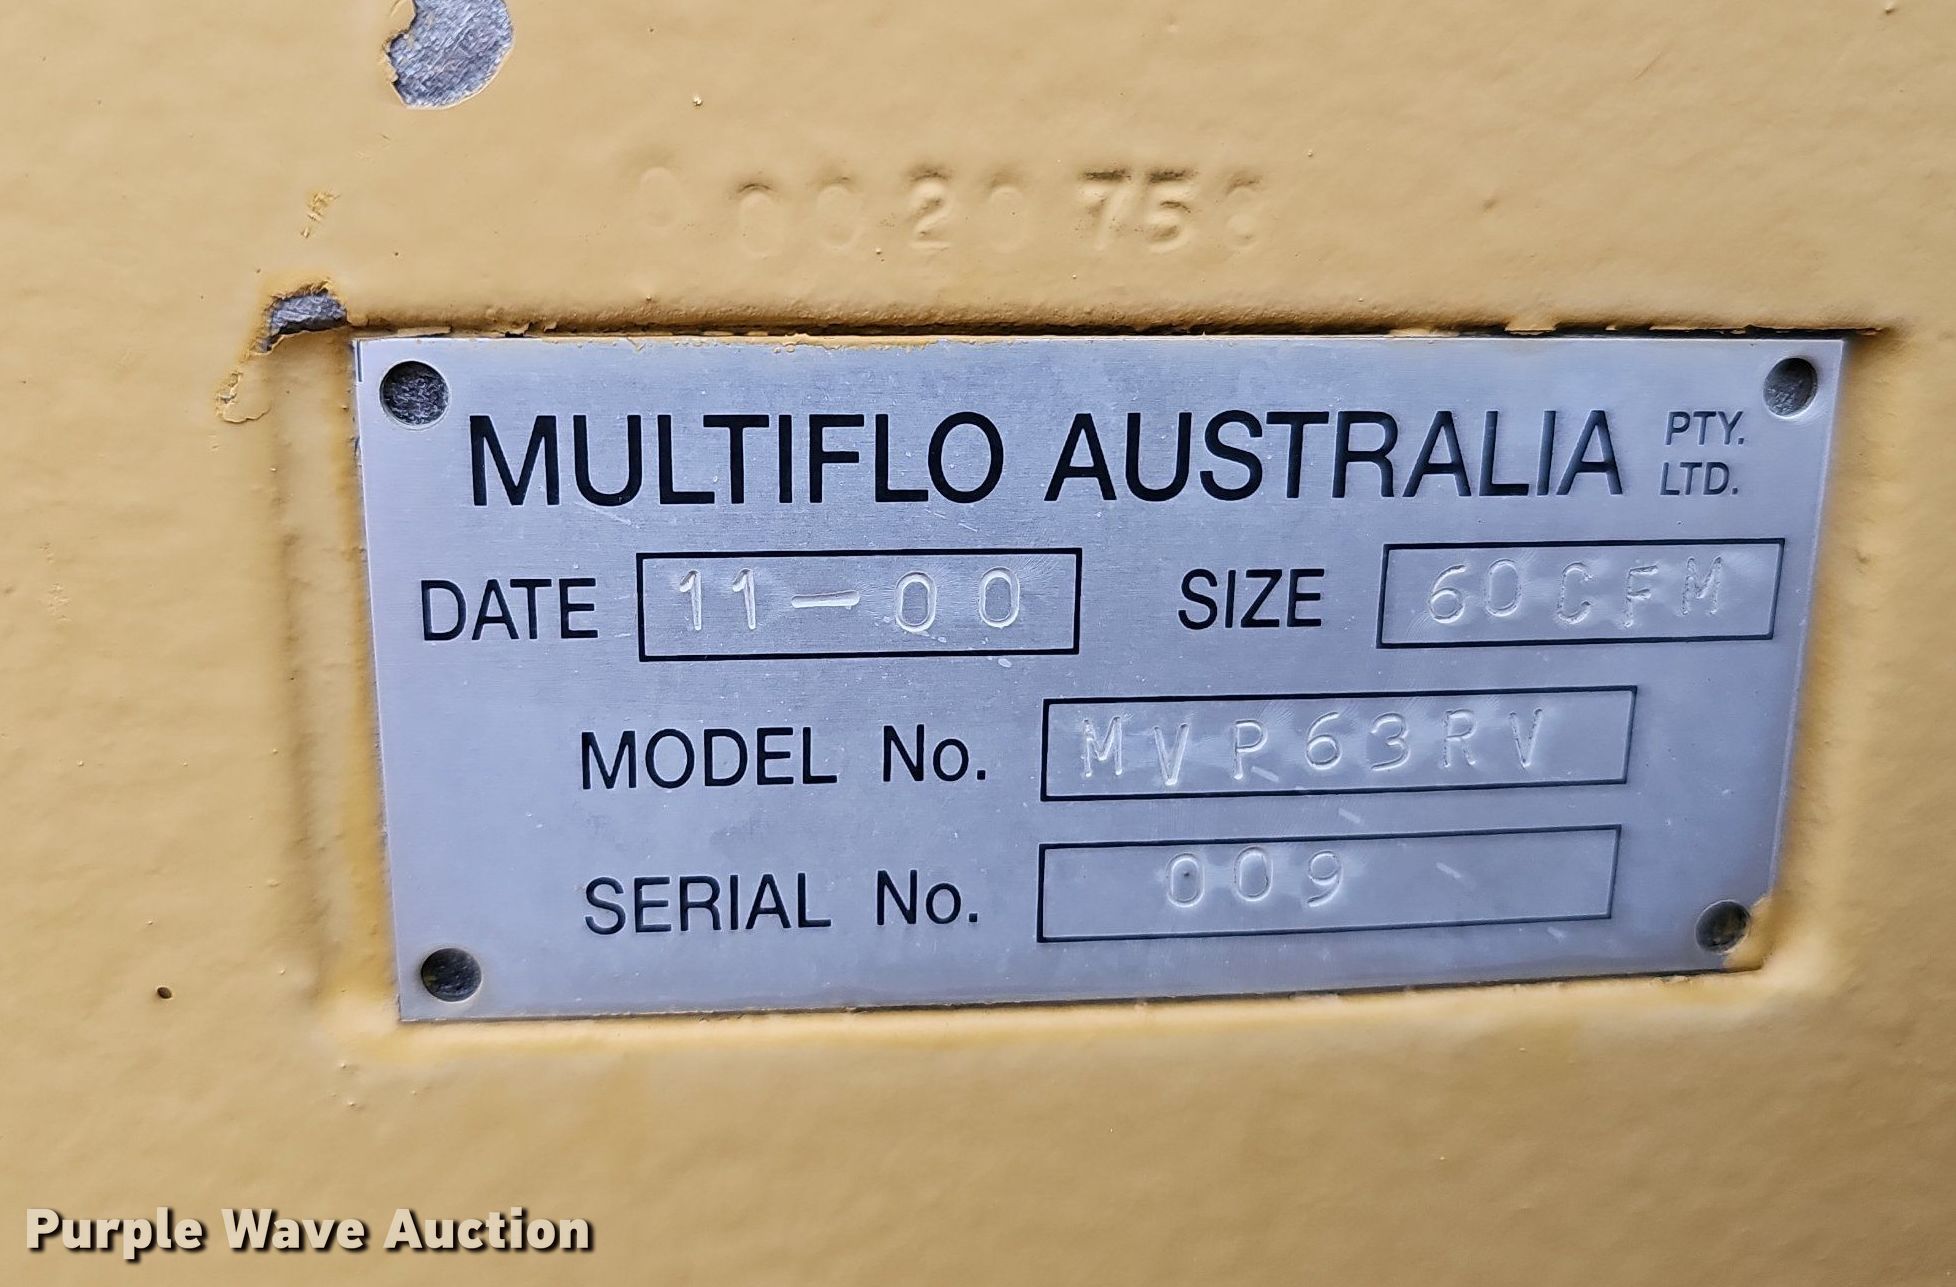 MULTIFLO AUSTRALIA PTY. LTD.
DATE 11-00 SIZE 60CFM
MODEL No. MVP63RV
SERIAL No. 009
Purple Wave Auction